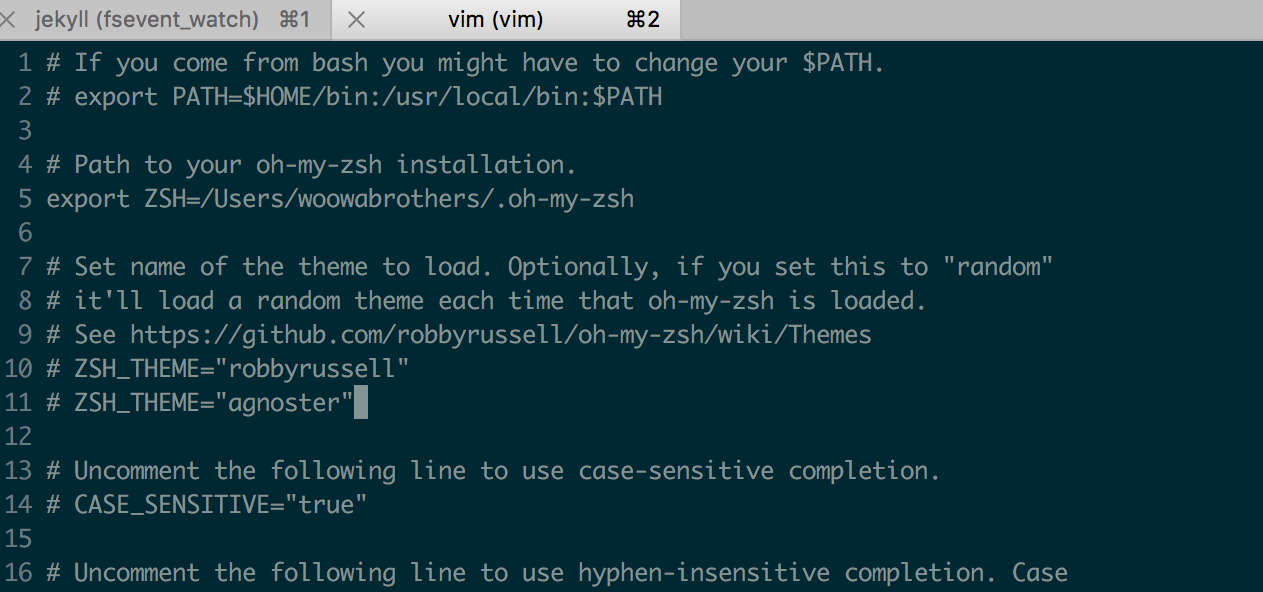 jekyll (fsevent_watch) ⌘1 vim (vim) ⌘2
1 # If you come from bash you might have to change your $PATH.
2 # export PATH=$HOME/bin:/usr/local/bin:$PATH
3
4 # Path to your oh-my-zsh installation.
5 export ZSH=/Users/woowabrothers/.oh-my-zsh
6
7 # Set name of the theme to load. Optionally, if you set this to "random"
8 # it'll load a random theme each time that oh-my-zsh is loaded.
9 # See https://github.com/robbyrussell/oh-my-zsh/wiki/Themes
10 # ZSH_THEME="robbyrussell"
11 # ZSH_THEME="agnoster"
12
13 # Uncomment the following line to use case-sensitive completion.
14 # CASE_SENSITIVE="true"
15
16 # Uncomment the following line to use hyphen-insensitive completion. Case